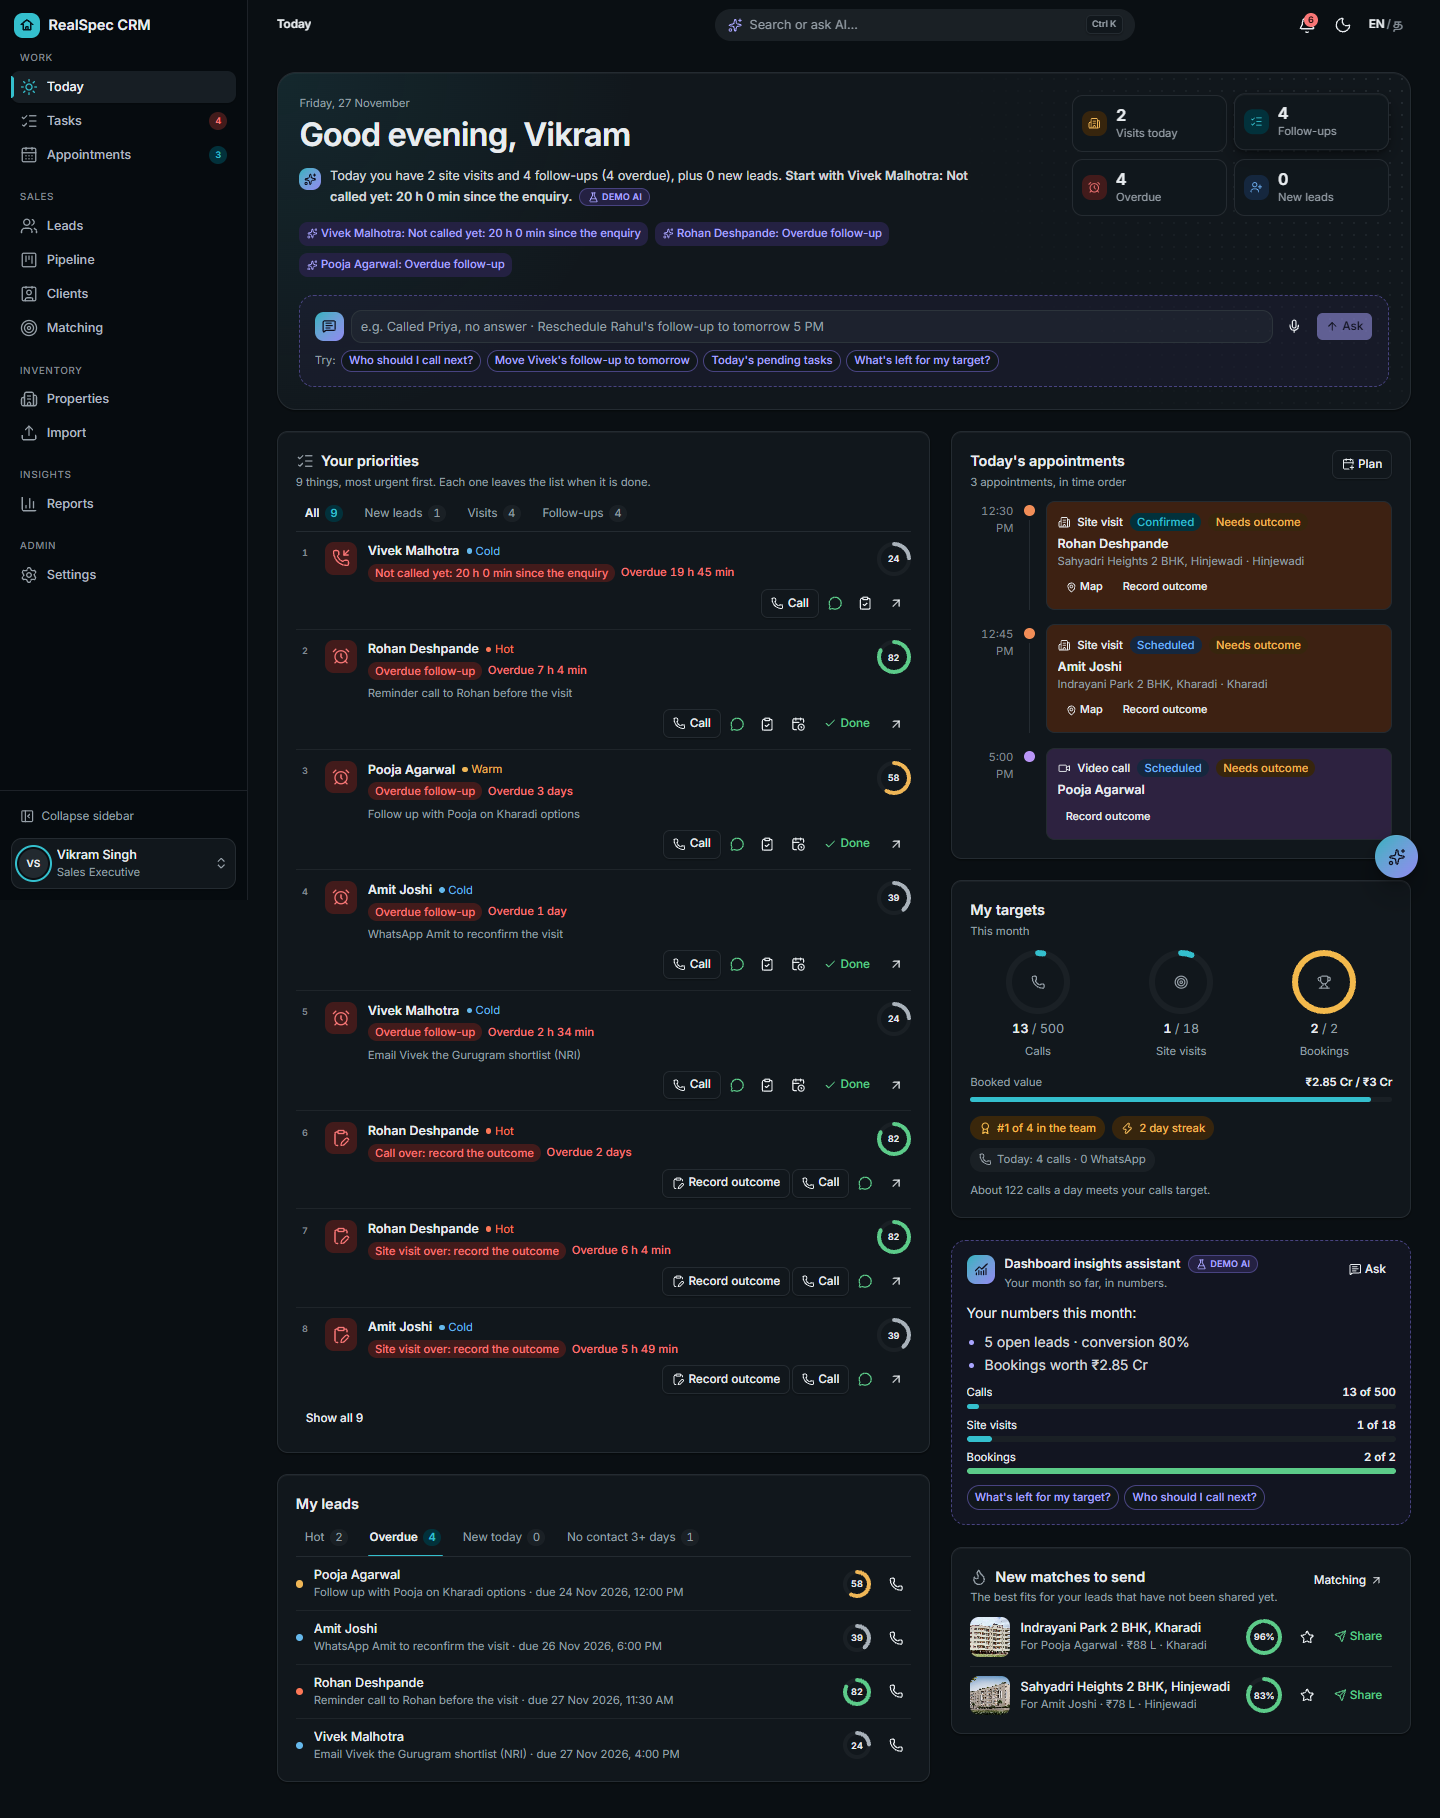 RealSpec CRM
WORK
Today
Tasks 4
Appointments 3
SALES
Leads
Pipeline
Clients
Matching
INVENTORY
Properties
Import
INSIGHTS
Reports
ADMIN
Settings
Collapse sidebar
VS
Vikram Singh
Sales Executive
Today
Search or ask AI...
Ctrl K
6
EN / த
Friday, 27 November
Good evening, Vikram
Today you have 2 site visits and 4 follow-ups (4 overdue), plus 0 new leads. Start with Vivek Malhotra: Not
called yet: 20 h 0 min since the enquiry. DEMO AI
Vivek Malhotra: Not called yet: 20 h 0 min since the enquiry
Rohan Deshpande: Overdue follow-up
Pooja Agarwal: Overdue follow-up
2
Visits today
4
Follow-ups
4
Overdue
0
New leads
e.g. Called Priya, no answer · Reschedule Rahul's follow-up to tomorrow 5 PM
Ask
Try: Who should I call next? Move Vivek's follow-up to tomorrow Today's pending tasks What's left for my target?
Your priorities
9 things, most urgent first. Each one leaves the list when it is done.
All 9 New leads 1 Visits 4 Follow-ups 4
1 Vivek Malhotra Cold 24
Not called yet: 20 h 0 min since the enquiry Overdue 19 h 45 min
Call
2 Rohan Deshpande Hot 82
Overdue follow-up Overdue 7 h 4 min
Reminder call to Rohan before the visit
Call Done
3 Pooja Agarwal Warm 58
Overdue follow-up Overdue 3 days
Follow up with Pooja on Kharadi options
Call Done
4 Amit Joshi Cold 39
Overdue follow-up Overdue 1 day
WhatsApp Amit to reconfirm the visit
Call Done
5 Vivek Malhotra Cold 24
Overdue follow-up Overdue 2 h 34 min
Email Vivek the Gurugram shortlist (NRI)
Call Done
6 Rohan Deshpande Hot 82
Call over: record the outcome Overdue 2 days
Record outcome Call
7 Rohan Deshpande Hot 82
Site visit over: record the outcome Overdue 6 h 4 min
Record outcome Call
8 Amit Joshi Cold 39
Site visit over: record the outcome Overdue 5 h 49 min
Record outcome Call
Show all 9
My leads
Hot 2 Overdue 4 New today 0 No contact 3+ days 1
Pooja Agarwal
Follow up with Pooja on Kharadi options · due 24 Nov 2026, 12:00 PM
58
Amit Joshi
WhatsApp Amit to reconfirm the visit · due 26 Nov 2026, 6:00 PM
39
Rohan Deshpande
Reminder call to Rohan before the visit · due 27 Nov 2026, 11:30 AM
82
Vivek Malhotra
Email Vivek the Gurugram shortlist (NRI) · due 27 Nov 2026, 4:00 PM
24
Today's appointments
3 appointments, in time order
Plan
12:30
PM
Site visit Confirmed Needs outcome
Rohan Deshpande
Sahyadri Heights 2 BHK, Hinjewadi · Hinjewadi
Map Record outcome
12:45
PM
Site visit Scheduled Needs outcome
Amit Joshi
Indrayani Park 2 BHK, Kharadi · Kharadi
Map Record outcome
5:00
PM
Video call Scheduled Needs outcome
Pooja Agarwal
Record outcome
My targets
This month
13 / 500
Calls
1 / 18
Site visits
2 / 2
Bookings
Booked value ₹2.85 Cr / ₹3 Cr
#1 of 4 in the team 2 day streak
Today: 4 calls · 0 WhatsApp
About 122 calls a day meets your calls target.
Dashboard insights assistant DEMO AI
Your month so far, in numbers.
Ask
Your numbers this month:
• 5 open leads · conversion 80%
• Bookings worth ₹2.85 Cr
Calls 13 of 500
Site visits 1 of 18
Bookings 2 of 2
What's left for my target? Who should I call next?
New matches to send
The best fits for your leads that have not been shared yet.
Matching
Indrayani Park 2 BHK, Kharadi
For Pooja Agarwal · ₹88 L · Kharadi
96% Share
Sahyadri Heights 2 BHK, Hinjewadi
For Amit Joshi · ₹78 L · Hinjewadi
83% Share